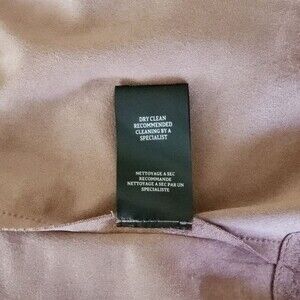 DRY CLEAN
RECOMMENDED
CLEANING BY A
SPECIALIST
NETTOYAGE A SEC
RECOMMANDE
NETTOYAGE A SEC PAR UN
SPECIALISTE